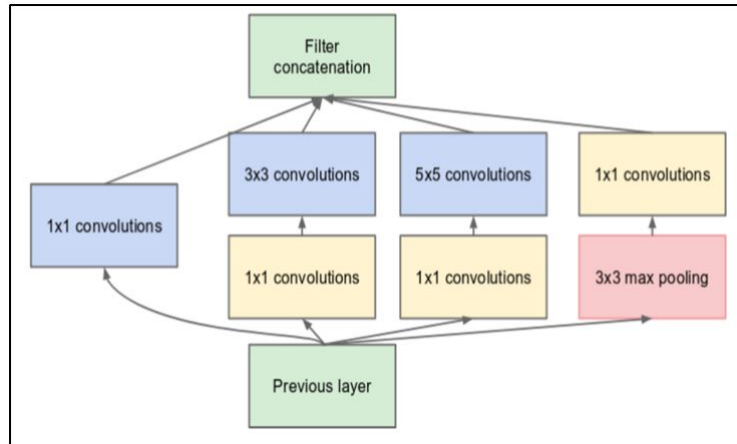 Filter
concatenation
3x3 convolutions
5x5 convolutions
1x1 convolutions
1x1 convolutions
1x1 convolutions
1x1 convolutions
3x3 max pooling
Previous layer